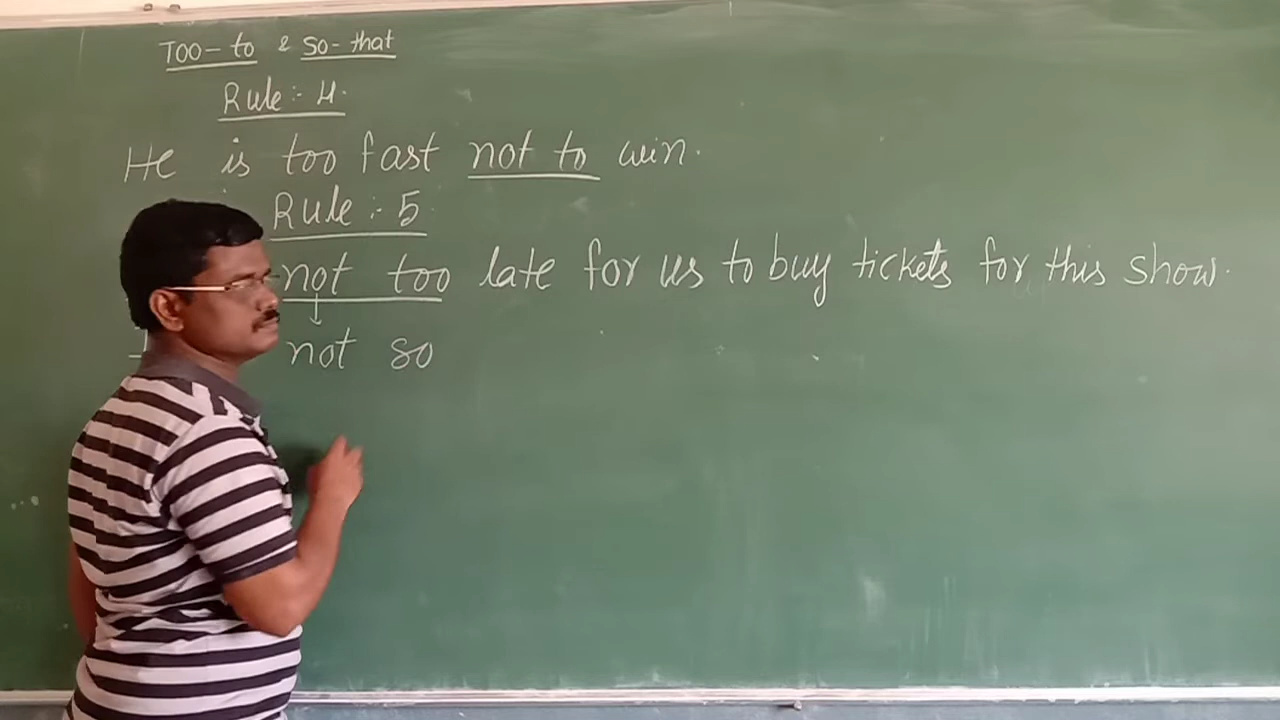 Too-to & so-that
Rule :- 4.
He is too fast not to win.
Rule :- 5.
not too late for us to buy tickets for this show.
not so